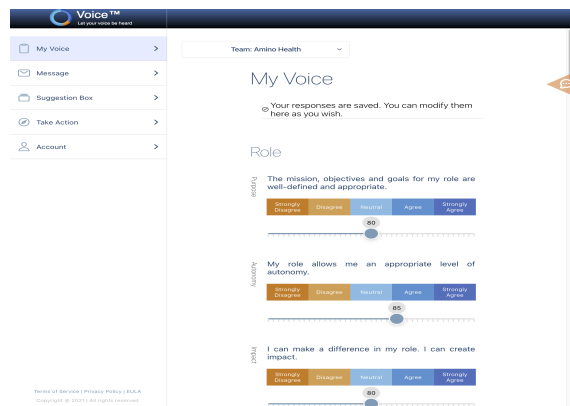 Voice™
Let your voice be heard
My Voice
Message
Suggestion Box
Take Action
Account
Terms of Service | Privacy Policy | EULA
Copyright @ 2021 | All rights reserved
Team: Amino Health
My Voice
Your responses are saved. You can modify them
here as you wish.
Role
Purpose
The mission, objectives and goals for my role are
well-defined and appropriate.
Strongly Disagree Disagree Neutral Agree Strongly Agree
80
Autonomy
My role allows me an appropriate level of
autonomy.
Strongly Disagree Disagree Neutral Agree Strongly Agree
85
Impact
I can make a difference in my role. I can create
impact.
Strongly Disagree Disagree Neutral Agree Strongly Agree
80